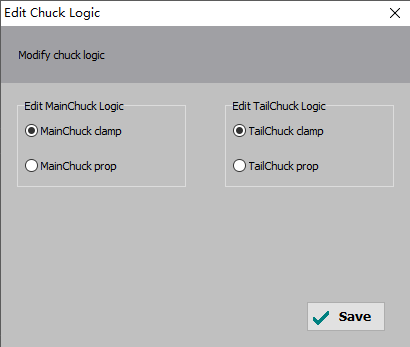 Edit Chuck Logic
Modify chuck logic
Edit MainChuck Logic
MainChuck clamp
MainChuck prop
Edit TailChuck Logic
TailChuck clamp
TailChuck prop
Save